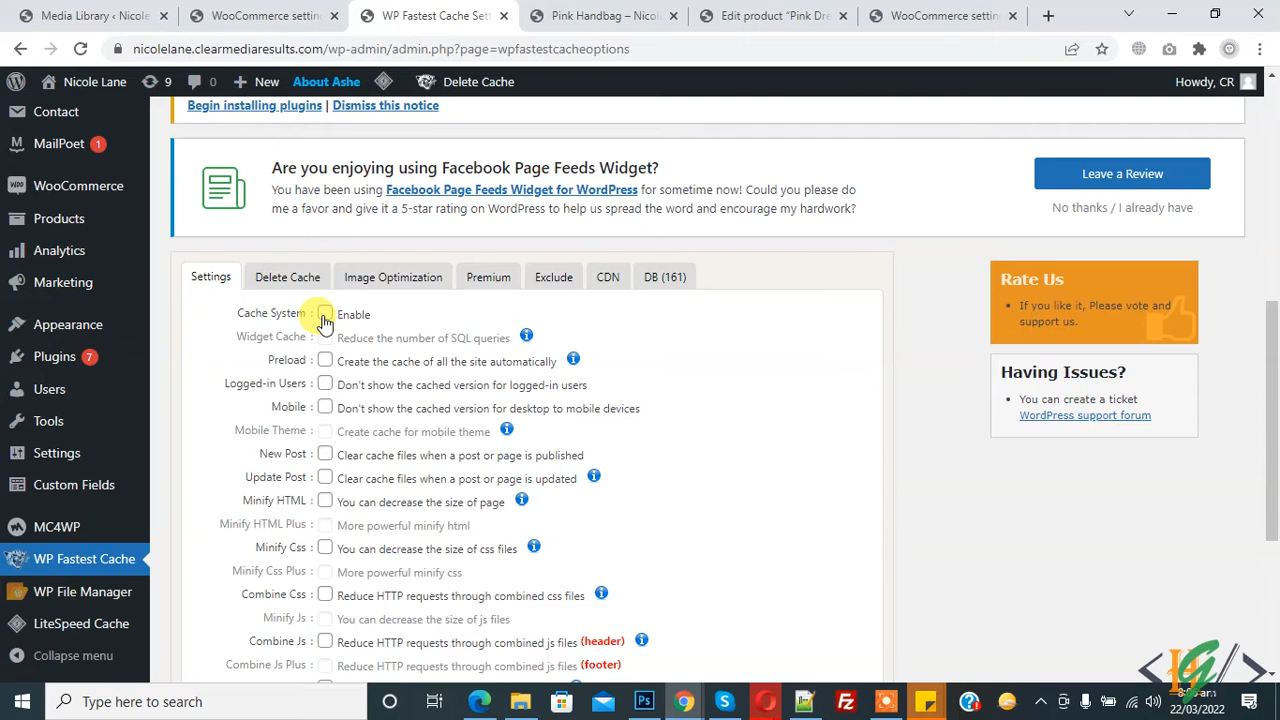 Media Library ‹ Nicole
WooCommerce settin
WP Fastest Cache Set
Pink Handbag – Nicola
Edit product “Pink Dre
WooCommerce settin
nicolelane.clearmediaresults.com/wp-admin/admin.php?page=wpfastestcacheoptions
Nicole Lane 9 0 New About Ashe Delete Cache Howdy, CR
Contact
MailPoet 1
WooCommerce
Products
Analytics
Marketing
Appearance
Plugins 7
Users
Tools
Settings
Custom Fields
MC4WP
WP Fastest Cache
WP File Manager
LiteSpeed Cache
Collapse menu
Begin installing plugins | Dismiss this notice
Are you enjoying using Facebook Page Feeds Widget?
You have been using Facebook Page Feeds Widget for WordPress for sometime now! Could you please do
me a favor and give it a 5-star rating on WordPress to help us spread the word and encourage my hardwork?
Leave a Review
No thanks / I already have
Settings Delete Cache Image Optimization Premium Exclude CDN DB (161)
Cache System : Enable
Widget Cache : Reduce the number of SQL queries
Preload : Create the cache of all the site automatically
Logged-in Users : Don't show the cached version for logged-in users
Mobile : Don't show the cached version for desktop to mobile devices
Mobile Theme : Create cache for mobile theme
New Post : Clear cache files when a post or page is published
Update Post : Clear cache files when a post or page is updated
Minify HTML : You can decrease the size of page
Minify HTML Plus : More powerful minify html
Minify Css : You can decrease the size of css files
Minify Css Plus : More powerful minify css
Combine Css : Reduce HTTP requests through combined css files
Minify Js : You can decrease the size of js files
Combine Js : Reduce HTTP requests through combined js files (header)
Combine Js Plus : Reduce HTTP requests through combined js files (footer)
Rate Us
If you like it, Please vote and
support us.
Having Issues?
You can create a ticket
WordPress support forum
Type here to search
22/03/2022